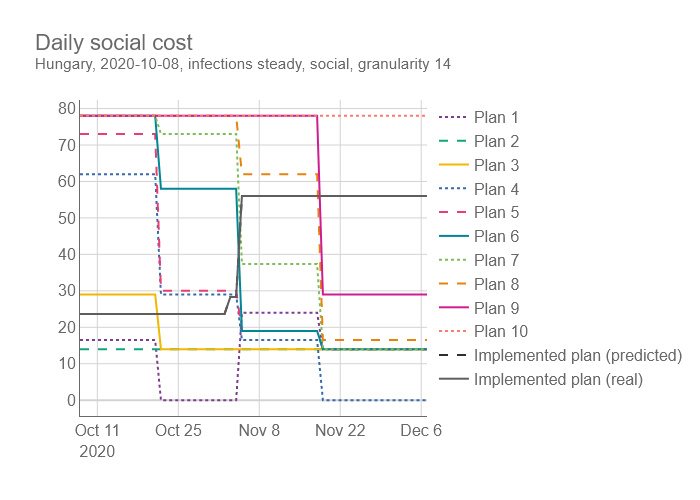 Daily social cost
Hungary, 2020-10-08, infections steady, social, granularity 14
80
70
60
50
40
30
20
10
0
Oct 11
2020
Oct 25
Nov 8
Nov 22
Dec 6
Plan 1
Plan 2
Plan 3
Plan 4
Plan 5
Plan 6
Plan 7
Plan 8
Plan 9
Plan 10
Implemented plan (predicted)
Implemented plan (real)